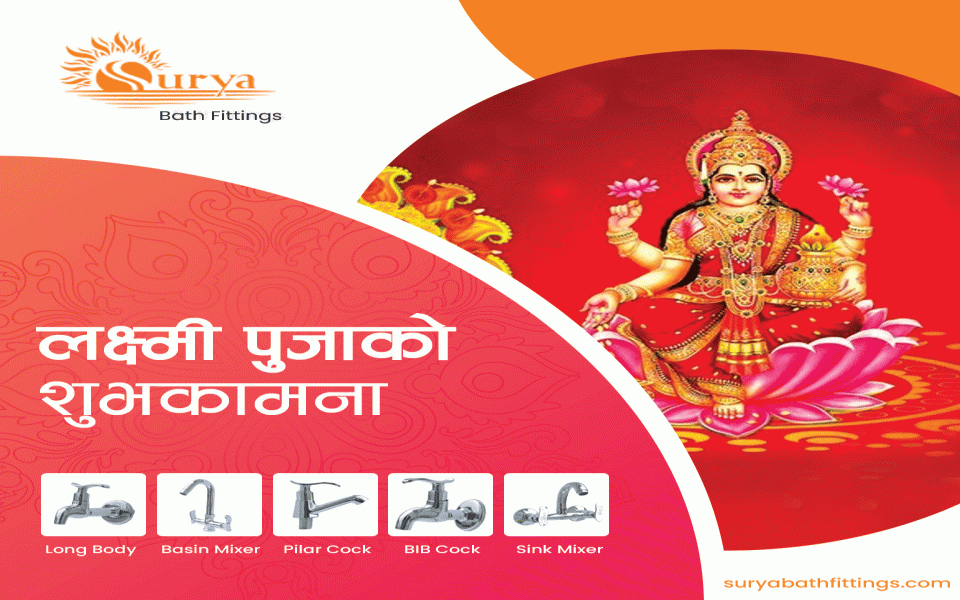 Surya
Bath Fittings
लक्ष्मी पुजाको
शुभकामना
Long Body
Basin Mixer
Pilar Cock
BIB Cock
Sink Mixer
suryabathfittings.com